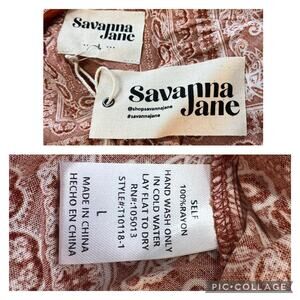 Savanna
Jane
L
Savanna
Jane
@shopsavannajane
#savannajane
SELF
100%RAYON
HAND WASH ONLY
IN COLD WATER
LAY FLAT TO DRY
RN#:105013
STYLE#:T10118-1
L
MADE IN CHINA
HECHO EN CHINA
PIC•COLLAGE